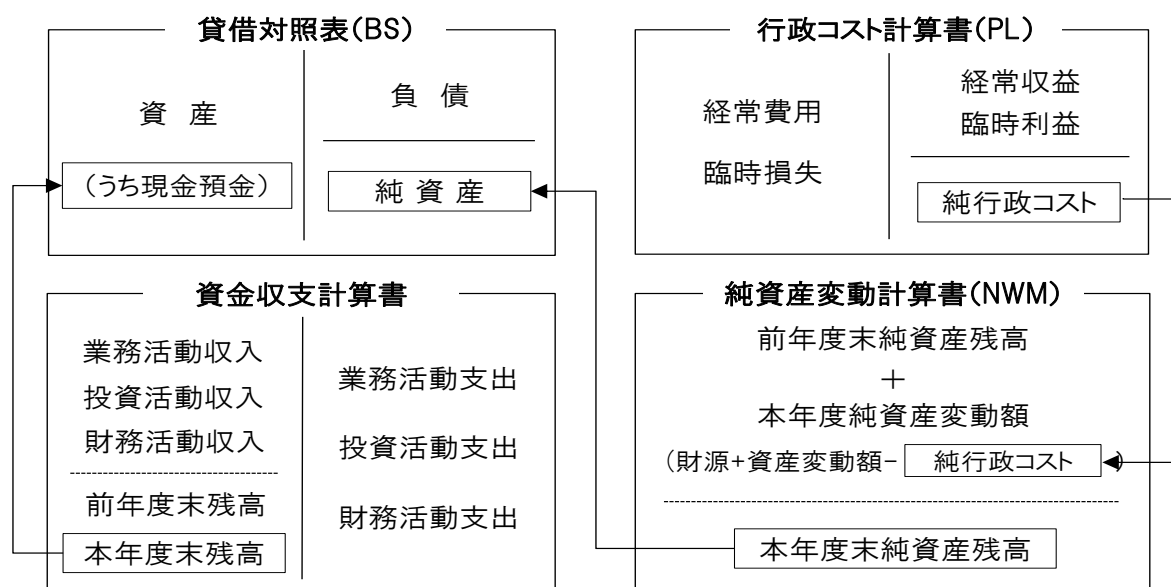 貸借対照表(BS)
資 産
(うち現金預金)
負 債
純 資 産
行政コスト計算書(PL)
経常費用
臨時損失
経常収益
臨時利益
純行政コスト
資金収支計算書
業務活動収入
投資活動収入
財務活動収入
前年度末残高
本年度末残高
業務活動支出
投資活動支出
財務活動支出
純資産変動計算書(NWM)
前年度末純資産残高
+
本年度純資産変動額
(財源+資産変動額- 純行政コスト )
本年度末純資産残高